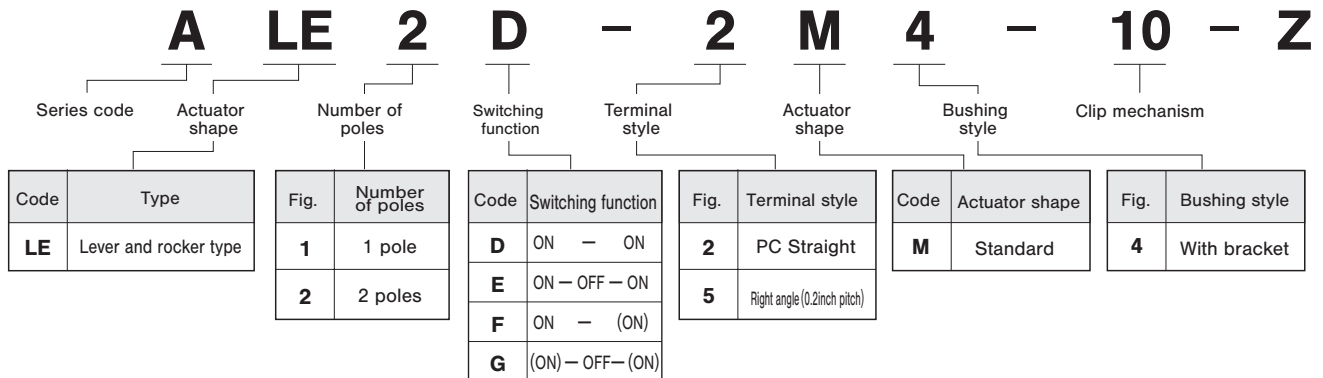 A LE 2 D – 2 M 4 – 10 – Z
Series code
Actuator
shape
Number of
poles
Switching
function
Terminal
style
Actuator
shape
Bushing
style
Clip mechanism
Code Type
LE Lever and rocker type
Fig. Number
of poles
1 1 pole
2 2 poles
Code Switching function
D ON – ON
E ON – OFF – ON
F ON – (ON)
G (ON) – OFF – (ON)
Fig. Terminal style
2 PC Straight
5 Right angle (0.2inch pitch)
Code Actuator shape
M Standard
Fig. Bushing style
4 With bracket